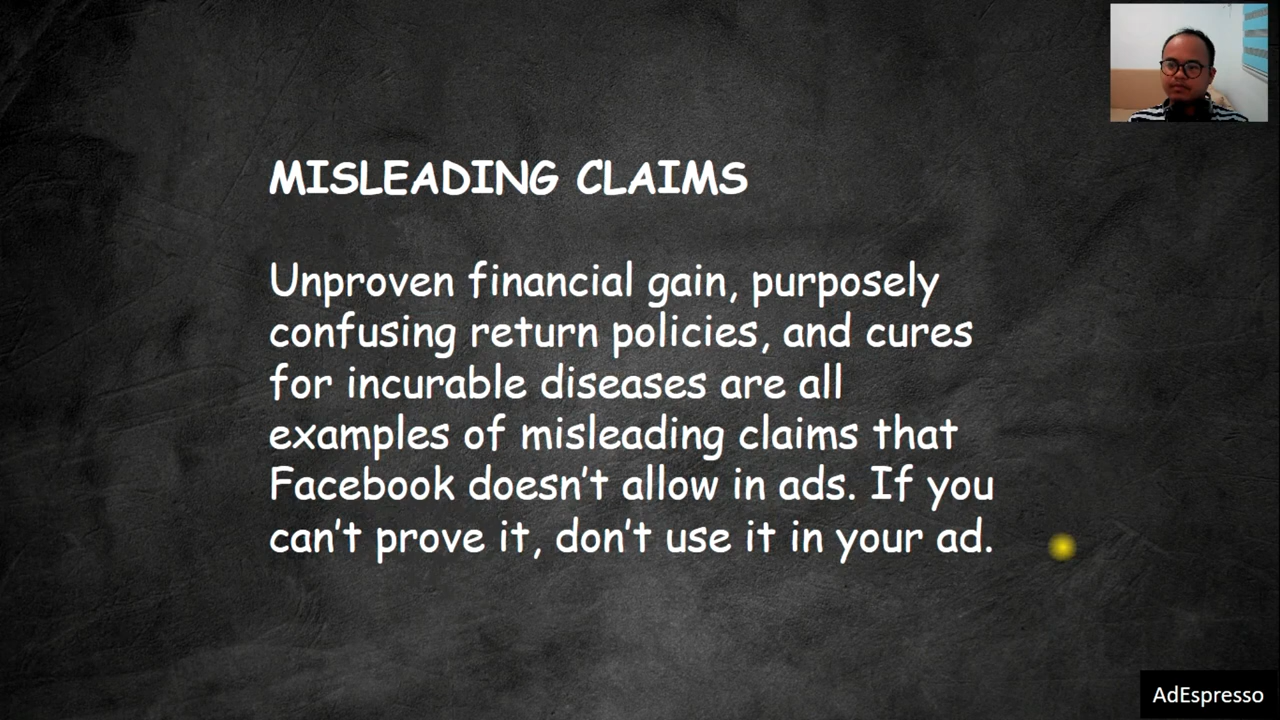 MISLEADING CLAIMS
Unproven financial gain, purposely
confusing return policies, and cures
for incurable diseases are all
examples of misleading claims that
Facebook doesn't allow in ads. If you
can't prove it, don't use it in your ad.
AdEspresso